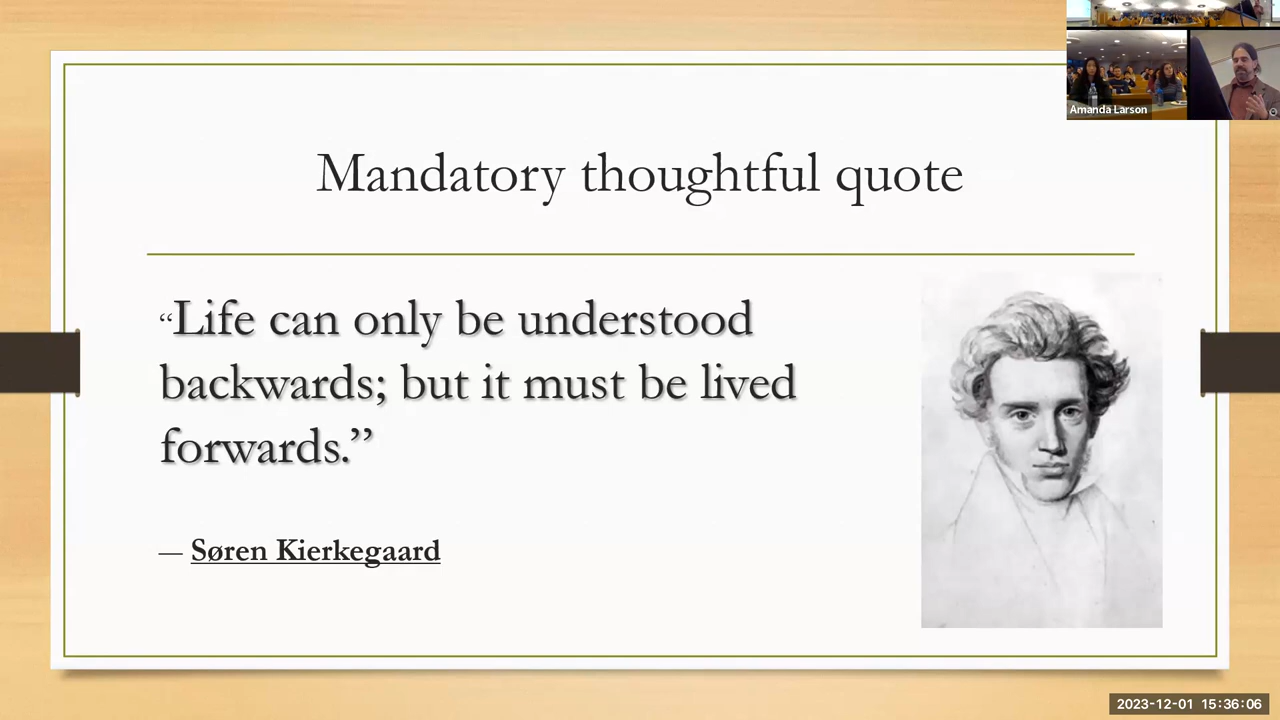 Amanda Larson
Mandatory thoughtful quote
“Life can only be understood
backwards; but it must be lived
forwards.”
— Søren Kierkegaard
2023-12-01 15:36:06